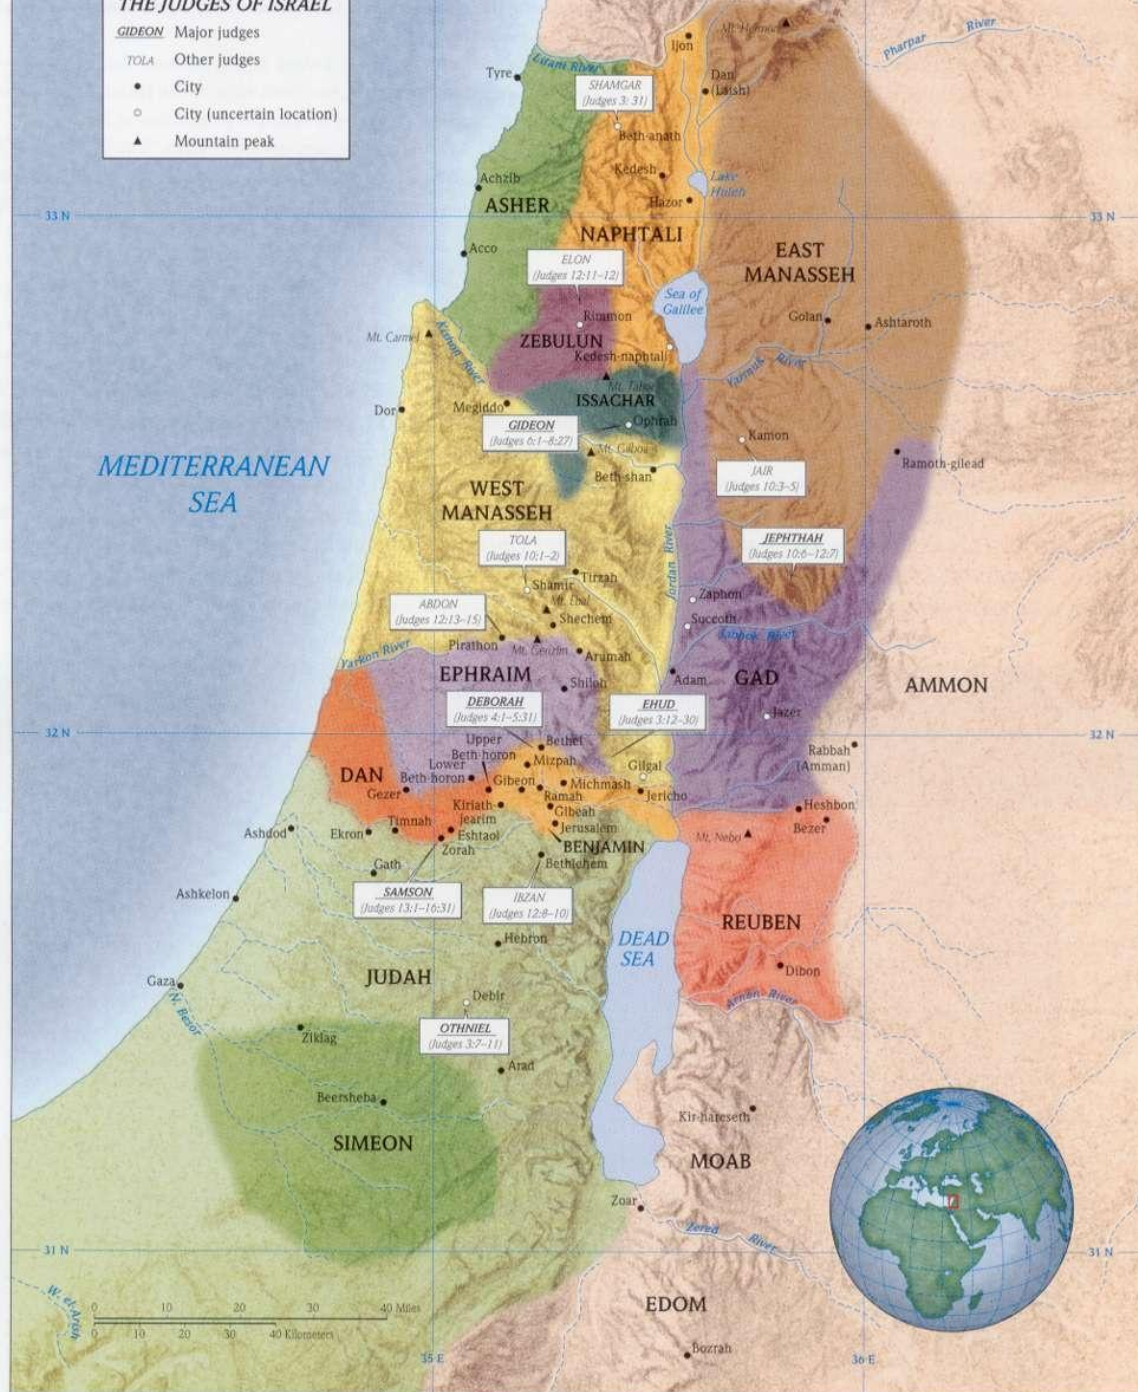 THE JUDGES OF ISRAEL
GIDEON Major judges
TOLA Other judges
City
City (uncertain location)
Mountain peak
Mt. Hermon
Pharpar River
Ijon
Litani River
Tyre
Dan
(Laish)
SHAMGAR
(Judges 3: 31)
Beth-anath
Kedesh
Achzib
Lake
Huleh
Hazor
ASHER
33 N
33 N
NAPHTALI
Acco
EAST
MANASSEH
ELON
(Judges 12:11–12)
Sea of
Galilee
Rimmon
Golan
Ashtaroth
Mt. Carmel
Kishon River
ZEBULUN
Kedesh-naphtali
Yarmuk River
Mt. Tabor
ISSACHAR
Dor
Megiddo
GIDEON
(Judges 6:1–8:27)
Ophrah
Kamon
Mt. Gilboa
Ramoth-gilead
MEDITERRANEAN
SEA
Beth-shan
JAIR
(Judges 10:3–5)
WEST
MANASSEH
TOLA
(Judges 10:1–2)
JEPHTHAH
(Judges 10:6–12:7)
Jordan River
Tirzah
Shamir
Zaphon
Mt. Ebal
ABDON
(Judges 12:13–15)
Shechem
Succoth
Jabbok River
Pirathon
Mt. Gerizim
Arumah
Yarkon River
EPHRAIM
Shiloh
Adam
GAD
AMMON
DEBORAH
(Judges 4:1–5:31)
EHUD
(Judges 3:12–30)
Jazer
32 N
32 N
Upper
Beth-horon
Bethel
Rabbah
(Amman)
Mizpah
Lower
Beth-horon
Gilgal
DAN
Gezer
Gibeon
Michmash
Ramah
Jericho
Kiriath-
jearim
Gibeah
Heshbon
Bezer
Timnah
Ashdod
Ekron
Eshtaol
Jerusalem
Mt. Nebo
Zorah
BENJAMIN
Gath
Bethlehem
Ashkelon
SAMSON
(Judges 13:1–16:31)
IBZAN
(Judges 12:8–10)
REUBEN
Hebron
DEAD
SEA
JUDAH
Dibon
Gaza
N. Besor
Debir
Arnon River
OTHNIEL
(Judges 3:7–11)
Ziklag
Arad
Beersheba
Kir-hareseth
SIMEON
MOAB
Zoar
Zered River
31 N
31 N
W. el-Arish
0 10 20 30 40 Miles
0 10 20 30 40 Kilometers
EDOM
Bozrah
35 E
36 E